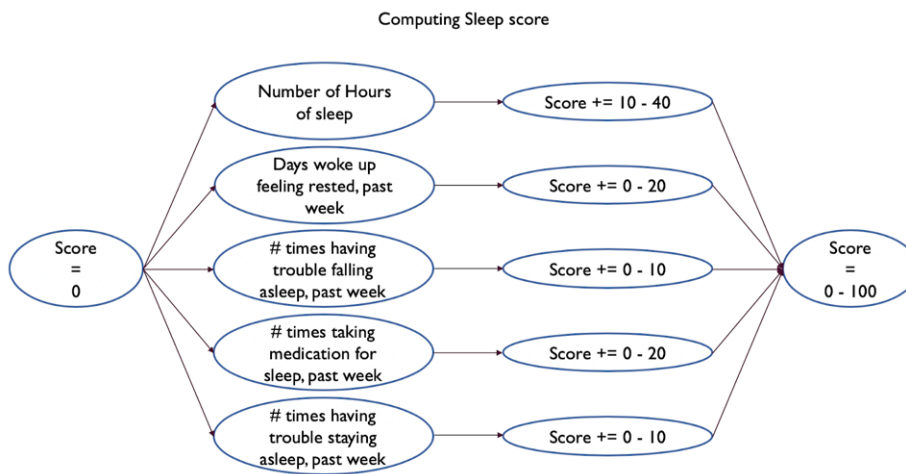 Computing Sleep score
Number of Hours
of sleep
Score += 10 - 40
Days woke up
feeling rested, past
week
Score += 0 - 20
Score
=
0
# times having
trouble falling
asleep, past week
Score += 0 - 10
Score
=
0 - 100
# times taking
medication for
sleep, past week
Score += 0 - 20
# times having
trouble staying
asleep, past week
Score += 0 - 10